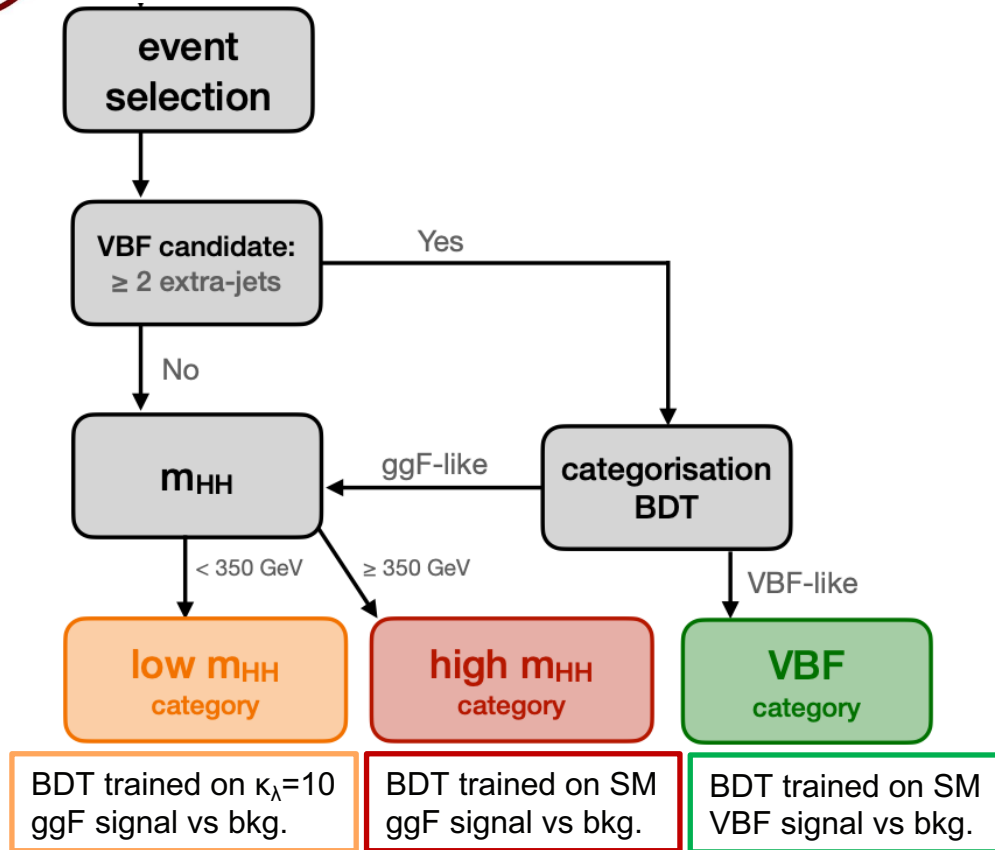 event
selection
VBF candidate:
≥ 2 extra-jets
Yes
No
mHH
ggF-like
categorisation
BDT
< 350 GeV
≥ 350 GeV
VBF-like
low mHH
category
high mHH
category
VBF
category
BDT trained on κλ=10
ggF signal vs bkg.
BDT trained on SM
ggF signal vs bkg.
BDT trained on SM
VBF signal vs bkg.